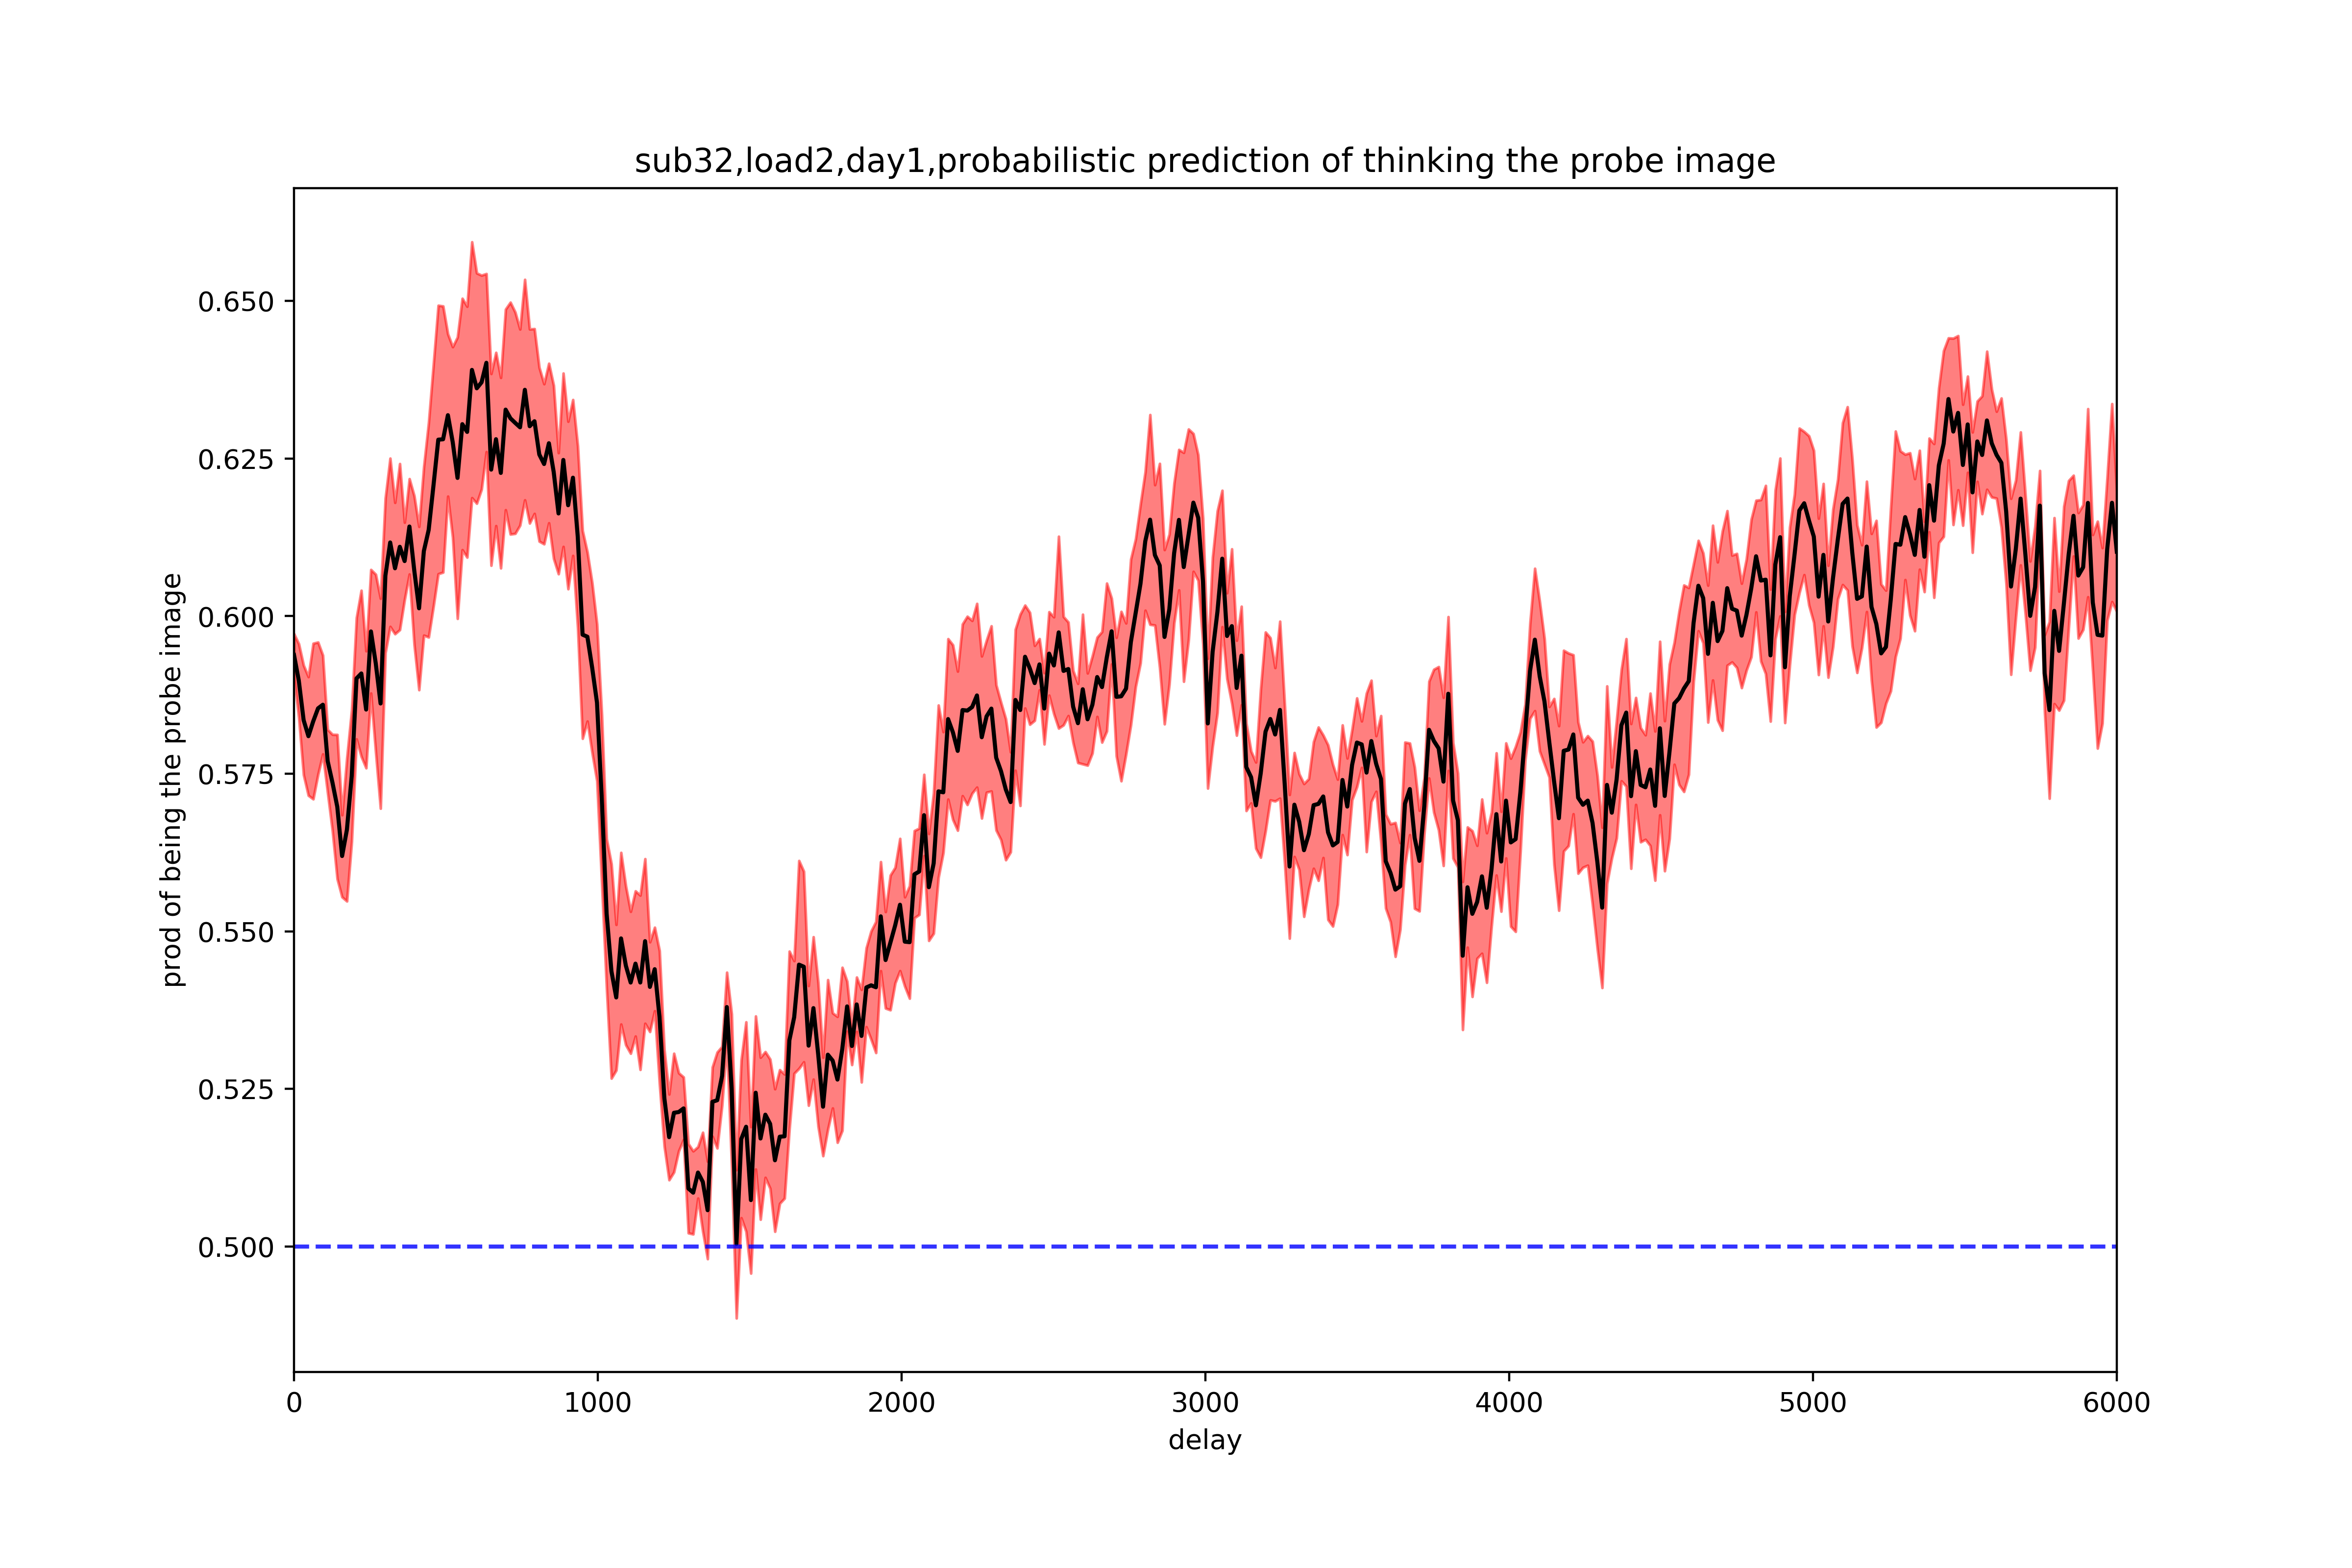 sub32,load2,day1,probabilistic prediction of thinking the probe image
prod of being the probe image
0.650
0.625
0.600
0.575
0.550
0.525
0.500
0 1000 2000 3000 4000 5000 6000
delay